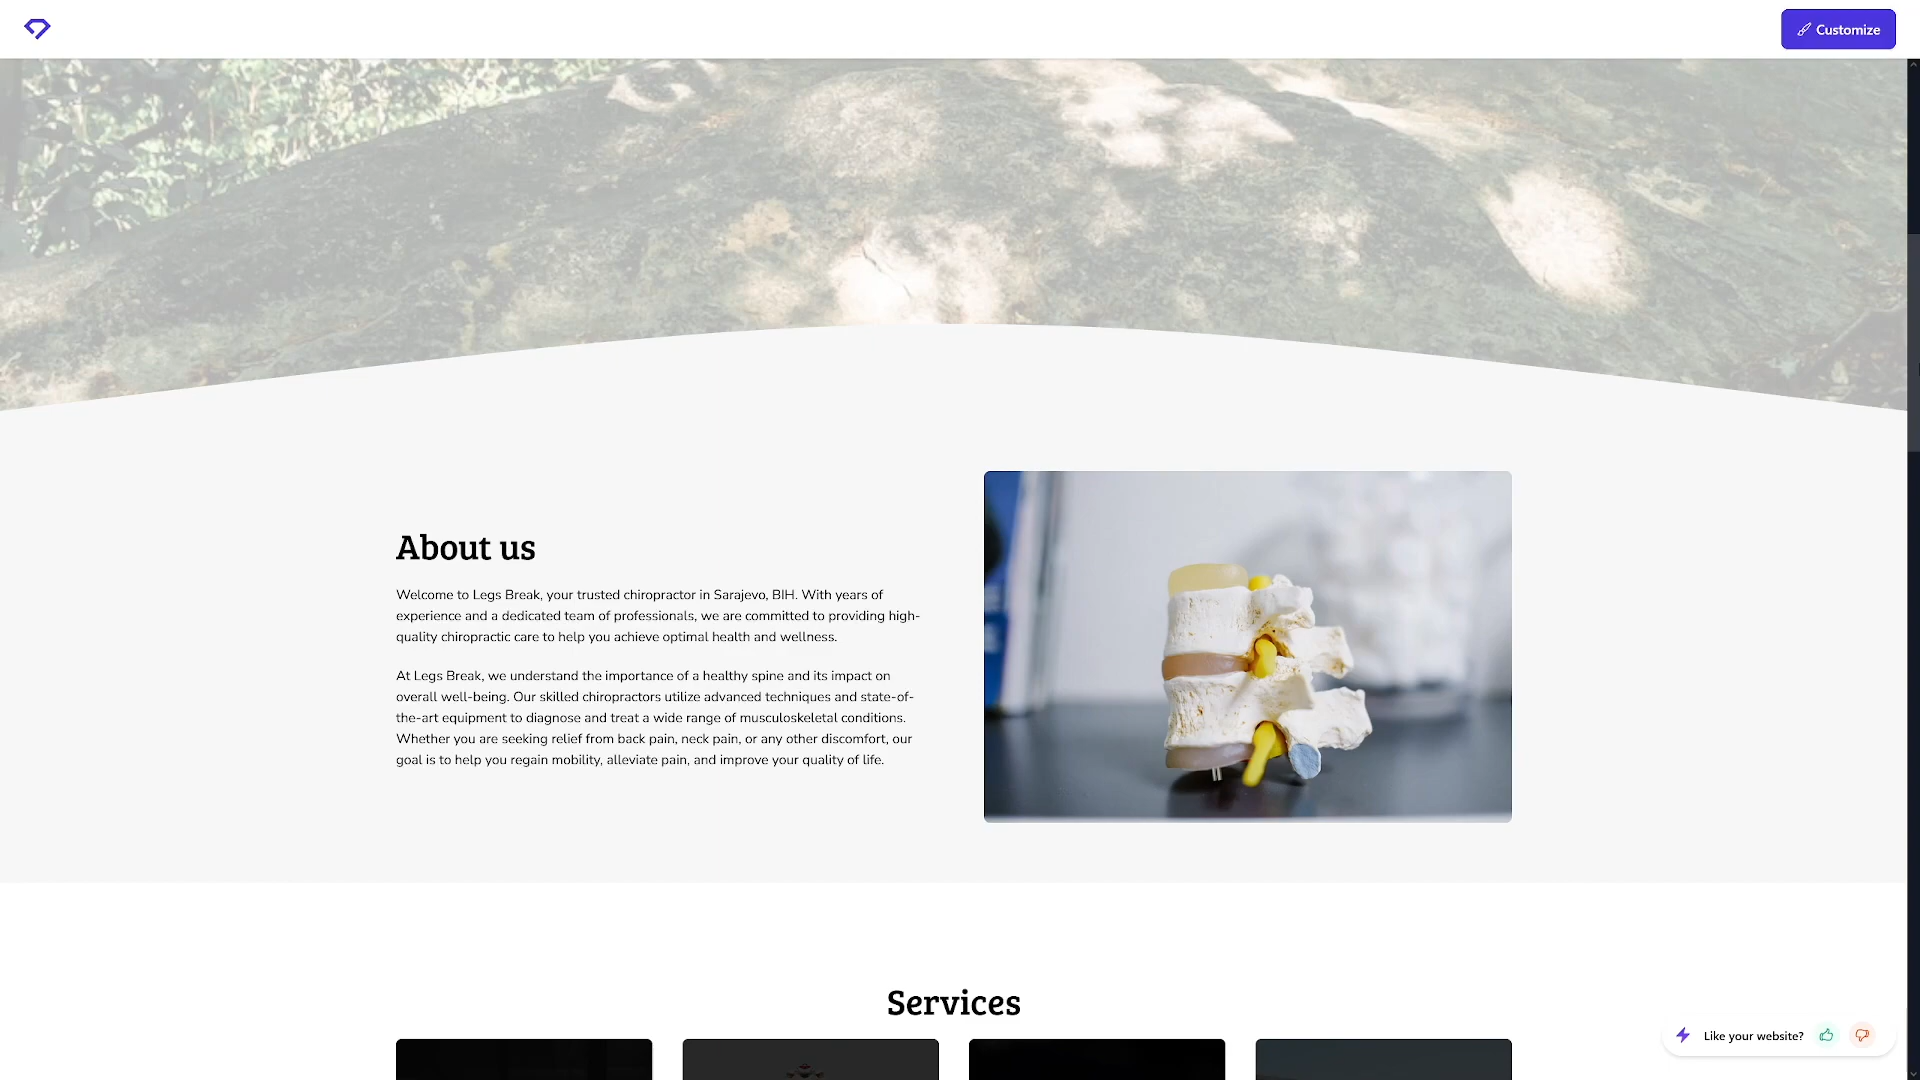 Customize
About us
Welcome to Legs Break, your trusted chiropractor in Sarajevo, BIH. With years of
experience and a dedicated team of professionals, we are committed to providing high-
quality chiropractic care to help you achieve optimal health and wellness.
At Legs Break, we understand the importance of a healthy spine and its impact on
overall well-being. Our skilled chiropractors utilize advanced techniques and state-of-
the-art equipment to diagnose and treat a wide range of musculoskeletal conditions.
Whether you are seeking relief from back pain, neck pain, or any other discomfort, our
goal is to help you regain mobility, alleviate pain, and improve your quality of life.
Services
Like your website?